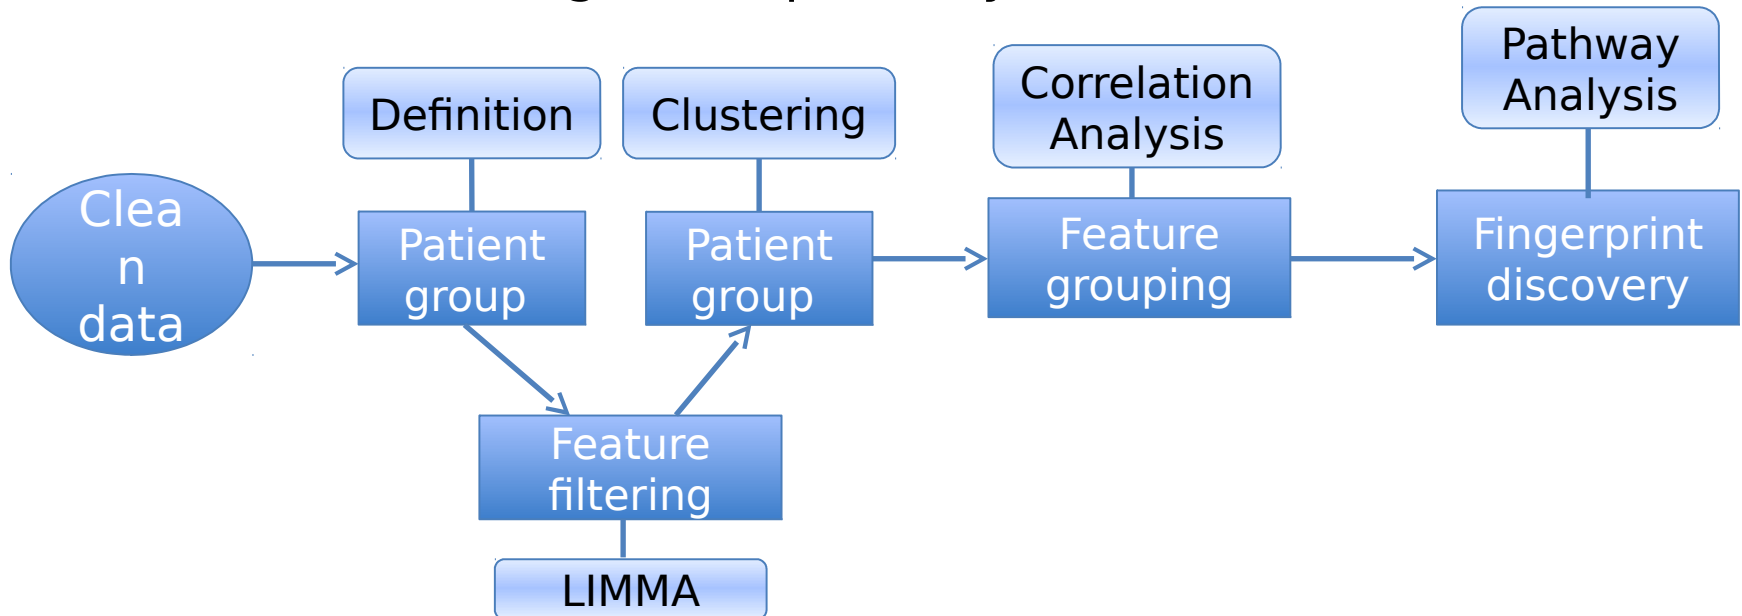 Definition
Clustering
Correlation
Analysis
Pathway
Analysis
Clea
n
data
Patient
group
Patient
group
Feature
grouping
Fingerprint
discovery
Feature
filtering
LIMMA